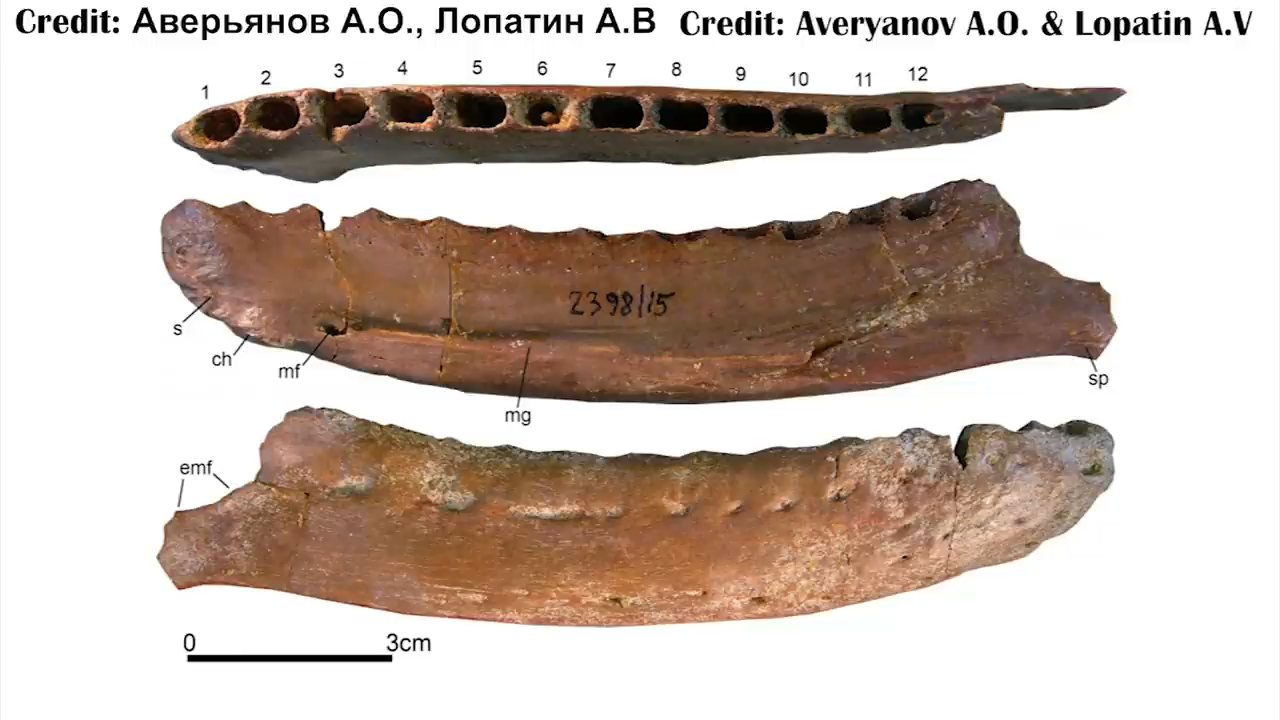 Credit: Аверьянов А.О., Лопатин А.В Credit: Averyanov A.O. & Lopatin A.V
1 2 3 4 5 6 7 8 9 10 11 12
2398/15
s
ch
mf
mg
sp
emf
0 3cm